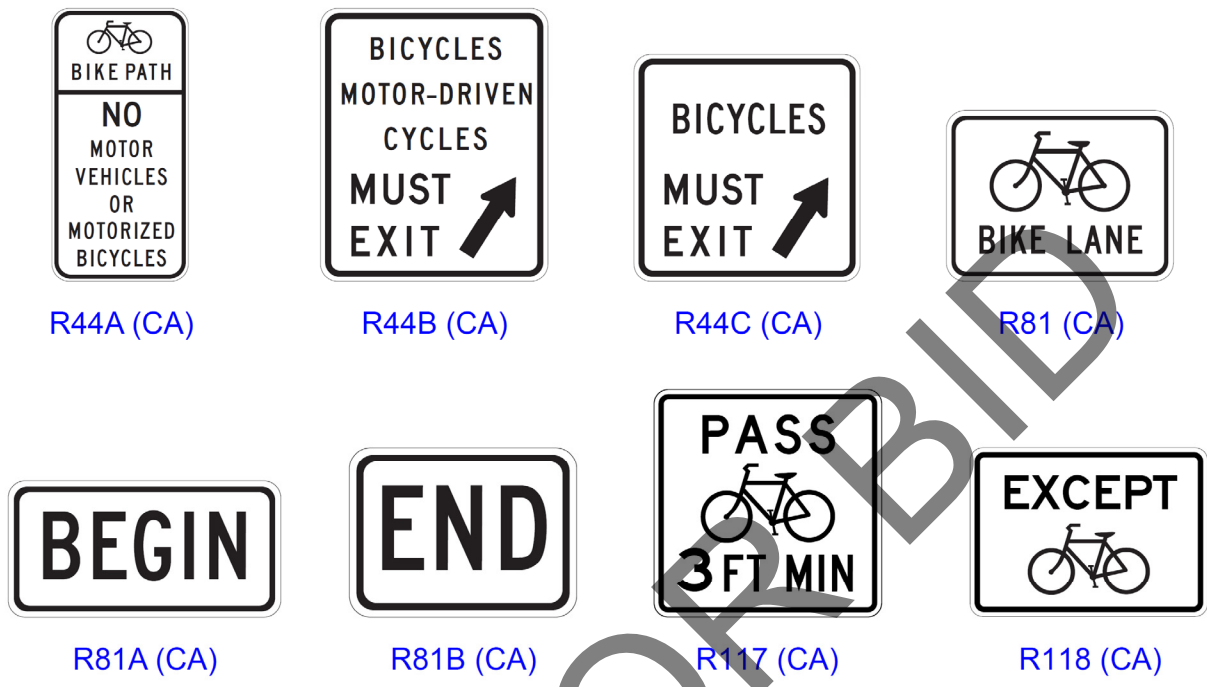 BIKE PATH
NO
MOTOR
VEHICLES
OR
MOTORIZED
BICYCLES
R44A (CA)
BICYCLES
MOTOR-DRIVEN
CYCLES
MUST
EXIT
R44B (CA)
BICYCLES
MUST
EXIT
R44C (CA)
BIKE LANE
R81 (CA)
BEGIN
R81A (CA)
END
R81B (CA)
PASS
3 FT MIN
R117 (CA)
EXCEPT
R118 (CA)
OR BID